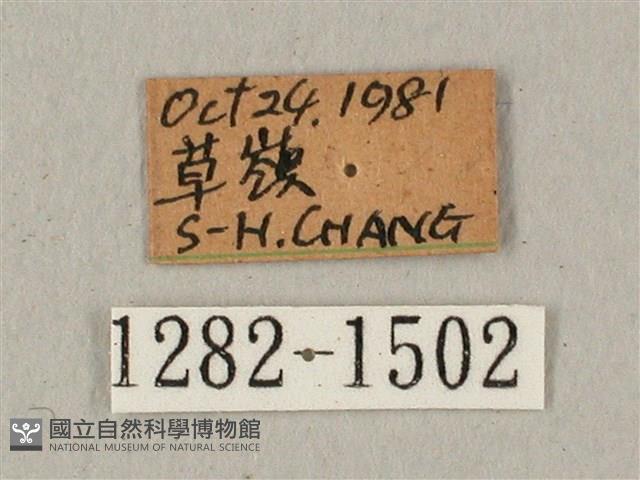 Oct 24. 1981
草嶺
S-H. CHANG
1282-1502
國立自然科學博物館
NATIONAL MUSEUM OF NATURAL SCIENCE